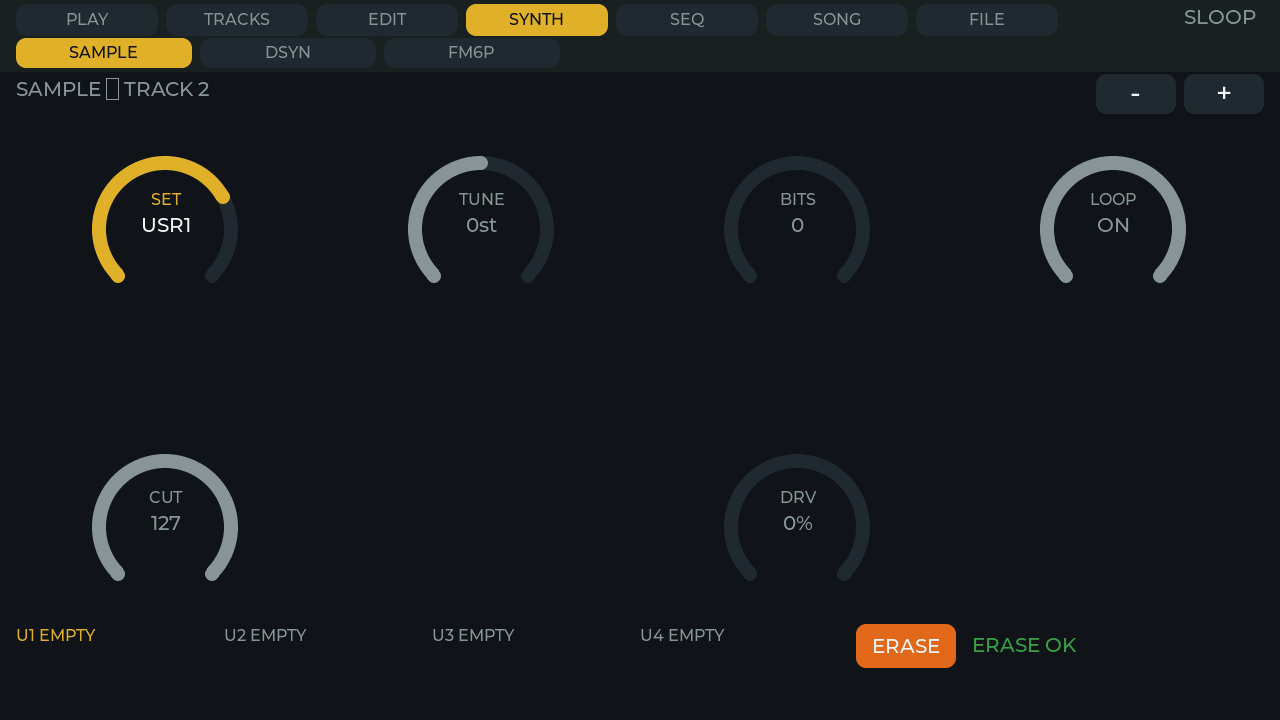 PLAY TRACKS EDIT SYNTH SEQ SONG FILE SLOOP
SAMPLE DSYN FM6P
SAMPLE TRACK 2 - +
SET TUNE BITS LOOP
USR1 0st 0 ON
CUT DRV
127 0%
U1 EMPTY U2 EMPTY U3 EMPTY U4 EMPTY ERASE ERASE OK